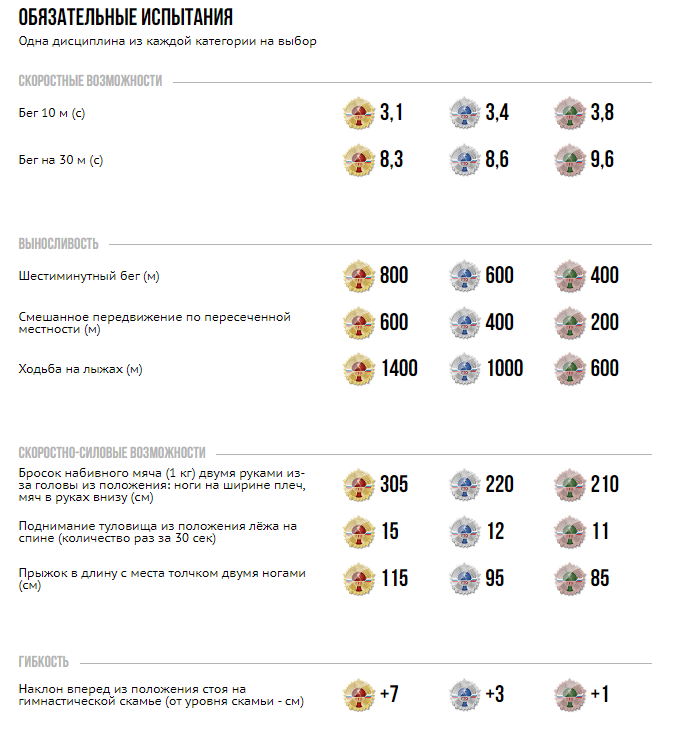 ОБЯЗАТЕЛЬНЫЕ ИСПЫТАНИЯ
Одна дисциплина из каждой категории на выбор
СКОРОСТНЫЕ ВОЗМОЖНОСТИ
Бег 10 м (с) 3,1 3,4 3,8
Бег на 30 м (с) 8,3 8,6 9,6
ВЫНОСЛИВОСТЬ
Шестиминутный бег (м) 800 600 400
Смешанное передвижение по пересеченной
местности (м) 600 400 200
Ходьба на лыжах (м) 1400 1000 600
СКОРОСТНО-СИЛОВЫЕ ВОЗМОЖНОСТИ
Бросок набивного мяча (1 кг) двумя руками из-
за головы из положения: ноги на ширине плеч, 305 220 210
мяч в руках внизу (см)
Поднимание туловища из положения лёжа на
спине (количество раз за 30 сек) 15 12 11
Прыжок в длину с места толчком двумя ногами
(см) 115 95 85
ГИБКОСТЬ
Наклон вперед из положения стоя на
гимнастической скамье (от уровня скамьи - см) +7 +3 +1